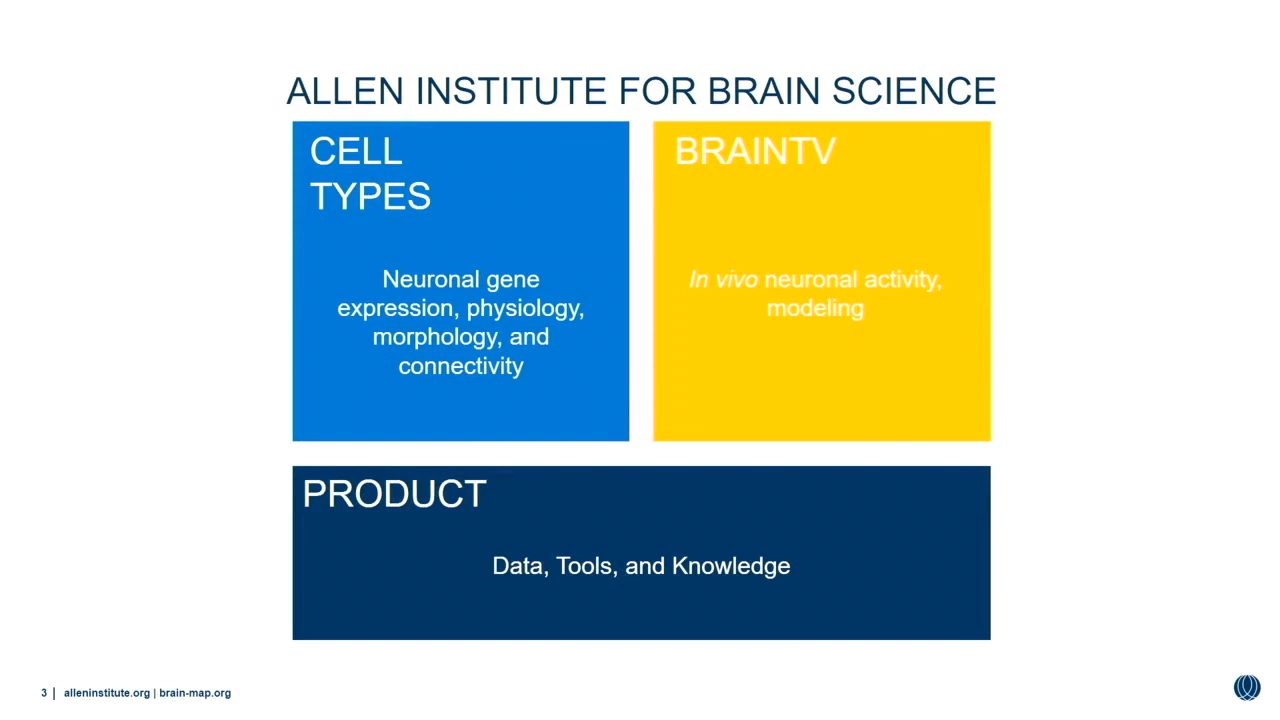 ALLEN INSTITUTE FOR BRAIN SCIENCE
CELL
TYPES
Neuronal gene
expression, physiology,
morphology, and
connectivity
BRAINTV
In vivo neuronal activity,
modeling
PRODUCT
Data, Tools, and Knowledge
3 | alleninstitute.org | brain-map.org